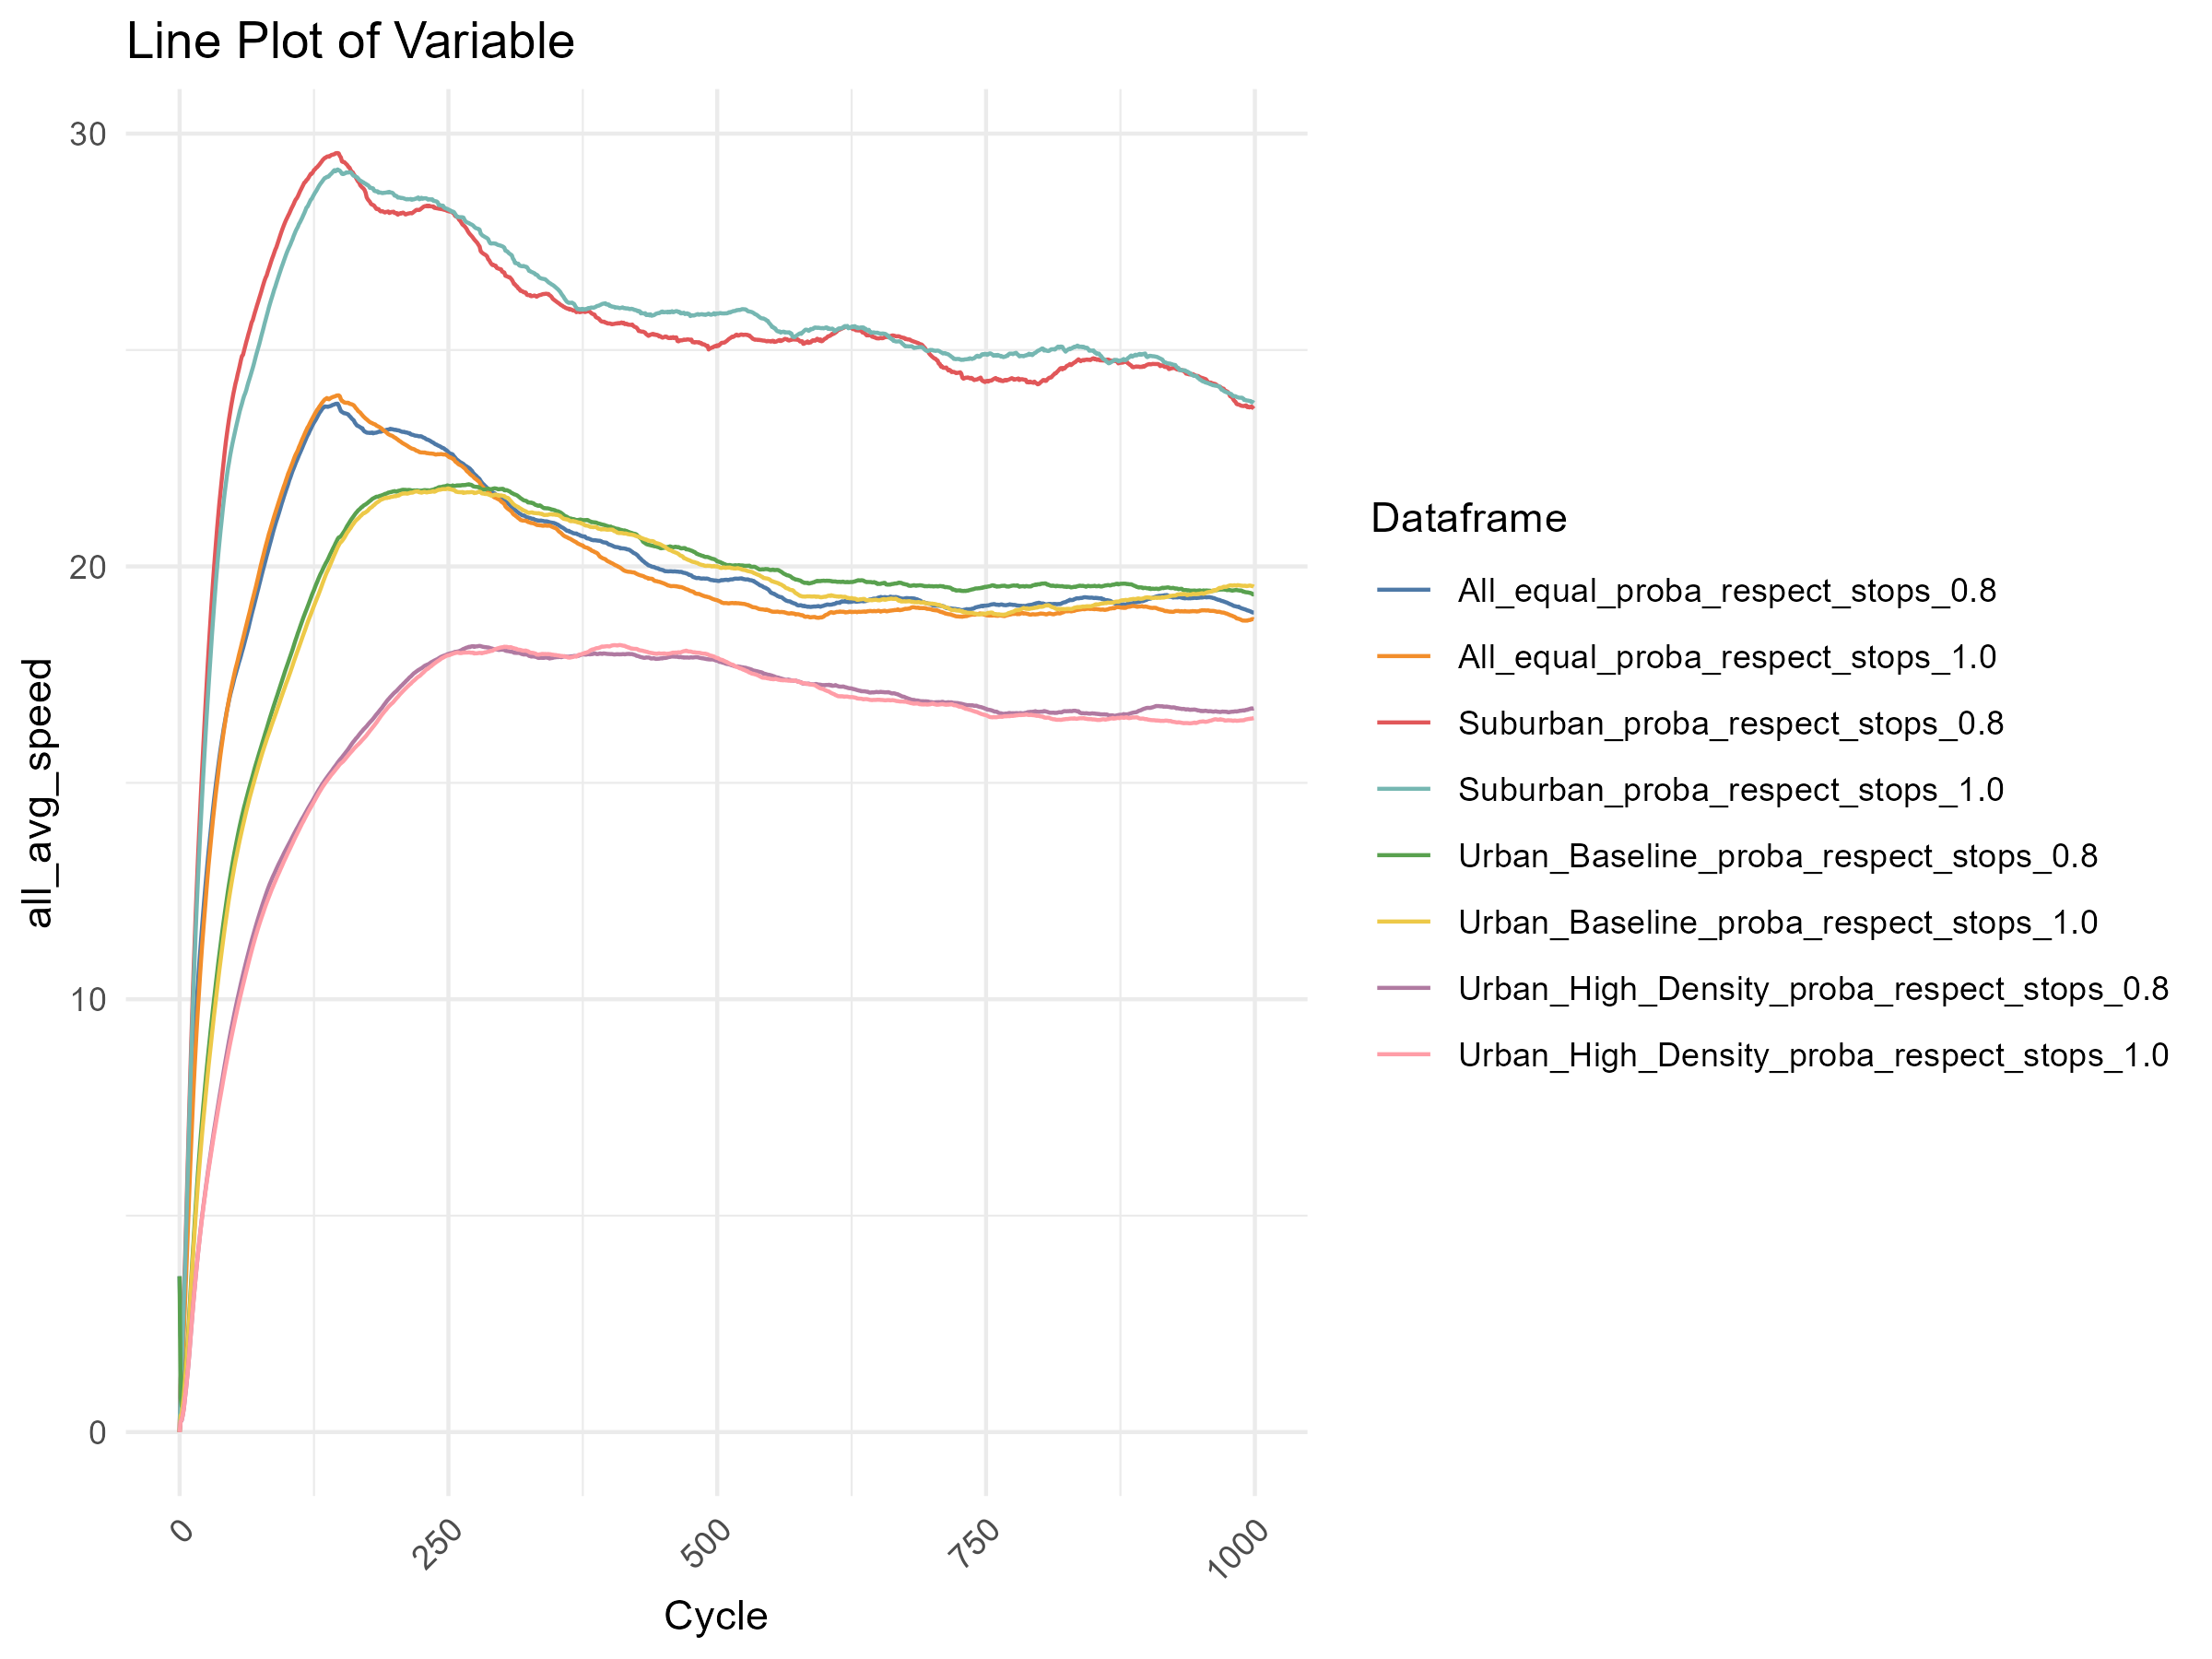 Line Plot of Variable
all_avg_speed
30
20
10
0
0
250
500
750
1000
Cycle
Dataframe
All_equal_proba_respect_stops_0.8
All_equal_proba_respect_stops_1.0
Suburban_proba_respect_stops_0.8
Suburban_proba_respect_stops_1.0
Urban_Baseline_proba_respect_stops_0.8
Urban_Baseline_proba_respect_stops_1.0
Urban_High_Density_proba_respect_stops_0.8
Urban_High_Density_proba_respect_stops_1.0